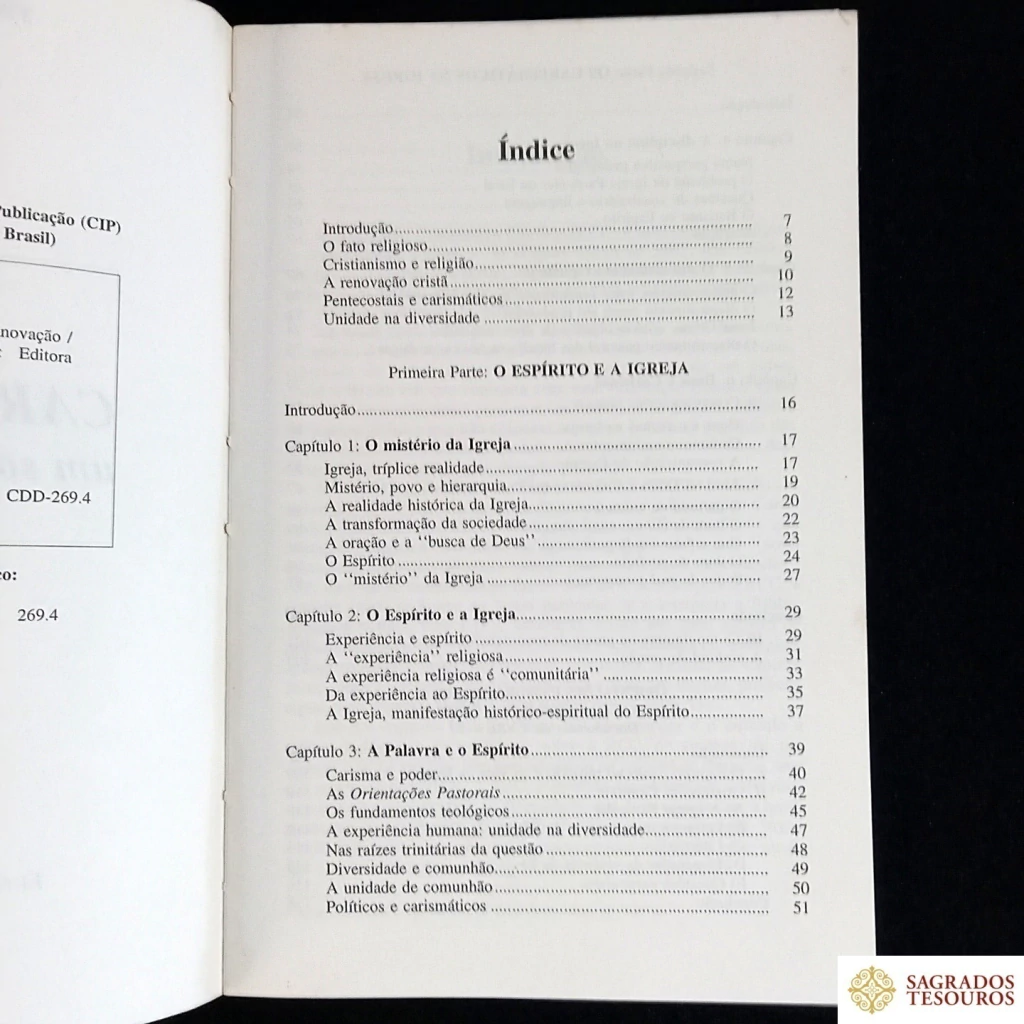 Publicação (CIP)
Brasil)
novação /
Editora
CDD-269.4
co:
269.4
Índice
Introdução 7
O fato religioso 8
Cristianismo e religião 9
A renovação cristã 10
Pentecostais e carismáticos 12
Unidade na diversidade 13
Primeira Parte: O ESPÍRITO E A IGREJA
Introdução 16
Capítulo 1: O mistério da Igreja 17
Igreja, tríplice realidade 17
Mistério, povo e hierarquia 19
A realidade histórica da Igreja 20
A transformação da sociedade 22
A oração e a "busca de Deus" 23
O Espírito 24
O "mistério" da Igreja 27
Capítulo 2: O Espírito e a Igreja 29
Experiência e espírito 29
A "experiência" religiosa 31
A experiência religiosa é "comunitária" 33
Da experiência ao Espírito 35
A Igreja, manifestação histórico-espiritual do Espírito 37
Capítulo 3: A Palavra e o Espírito 39
Carisma e poder 40
As Orientações Pastorais 42
Os fundamentos teológicos 45
A experiência humana: unidade na diversidade 47
Nas raízes trinitárias da questão 48
Diversidade e comunhão 49
A unidade de comunhão 50
Políticos e carismáticos 51
SAGRADOS
TESOUROS